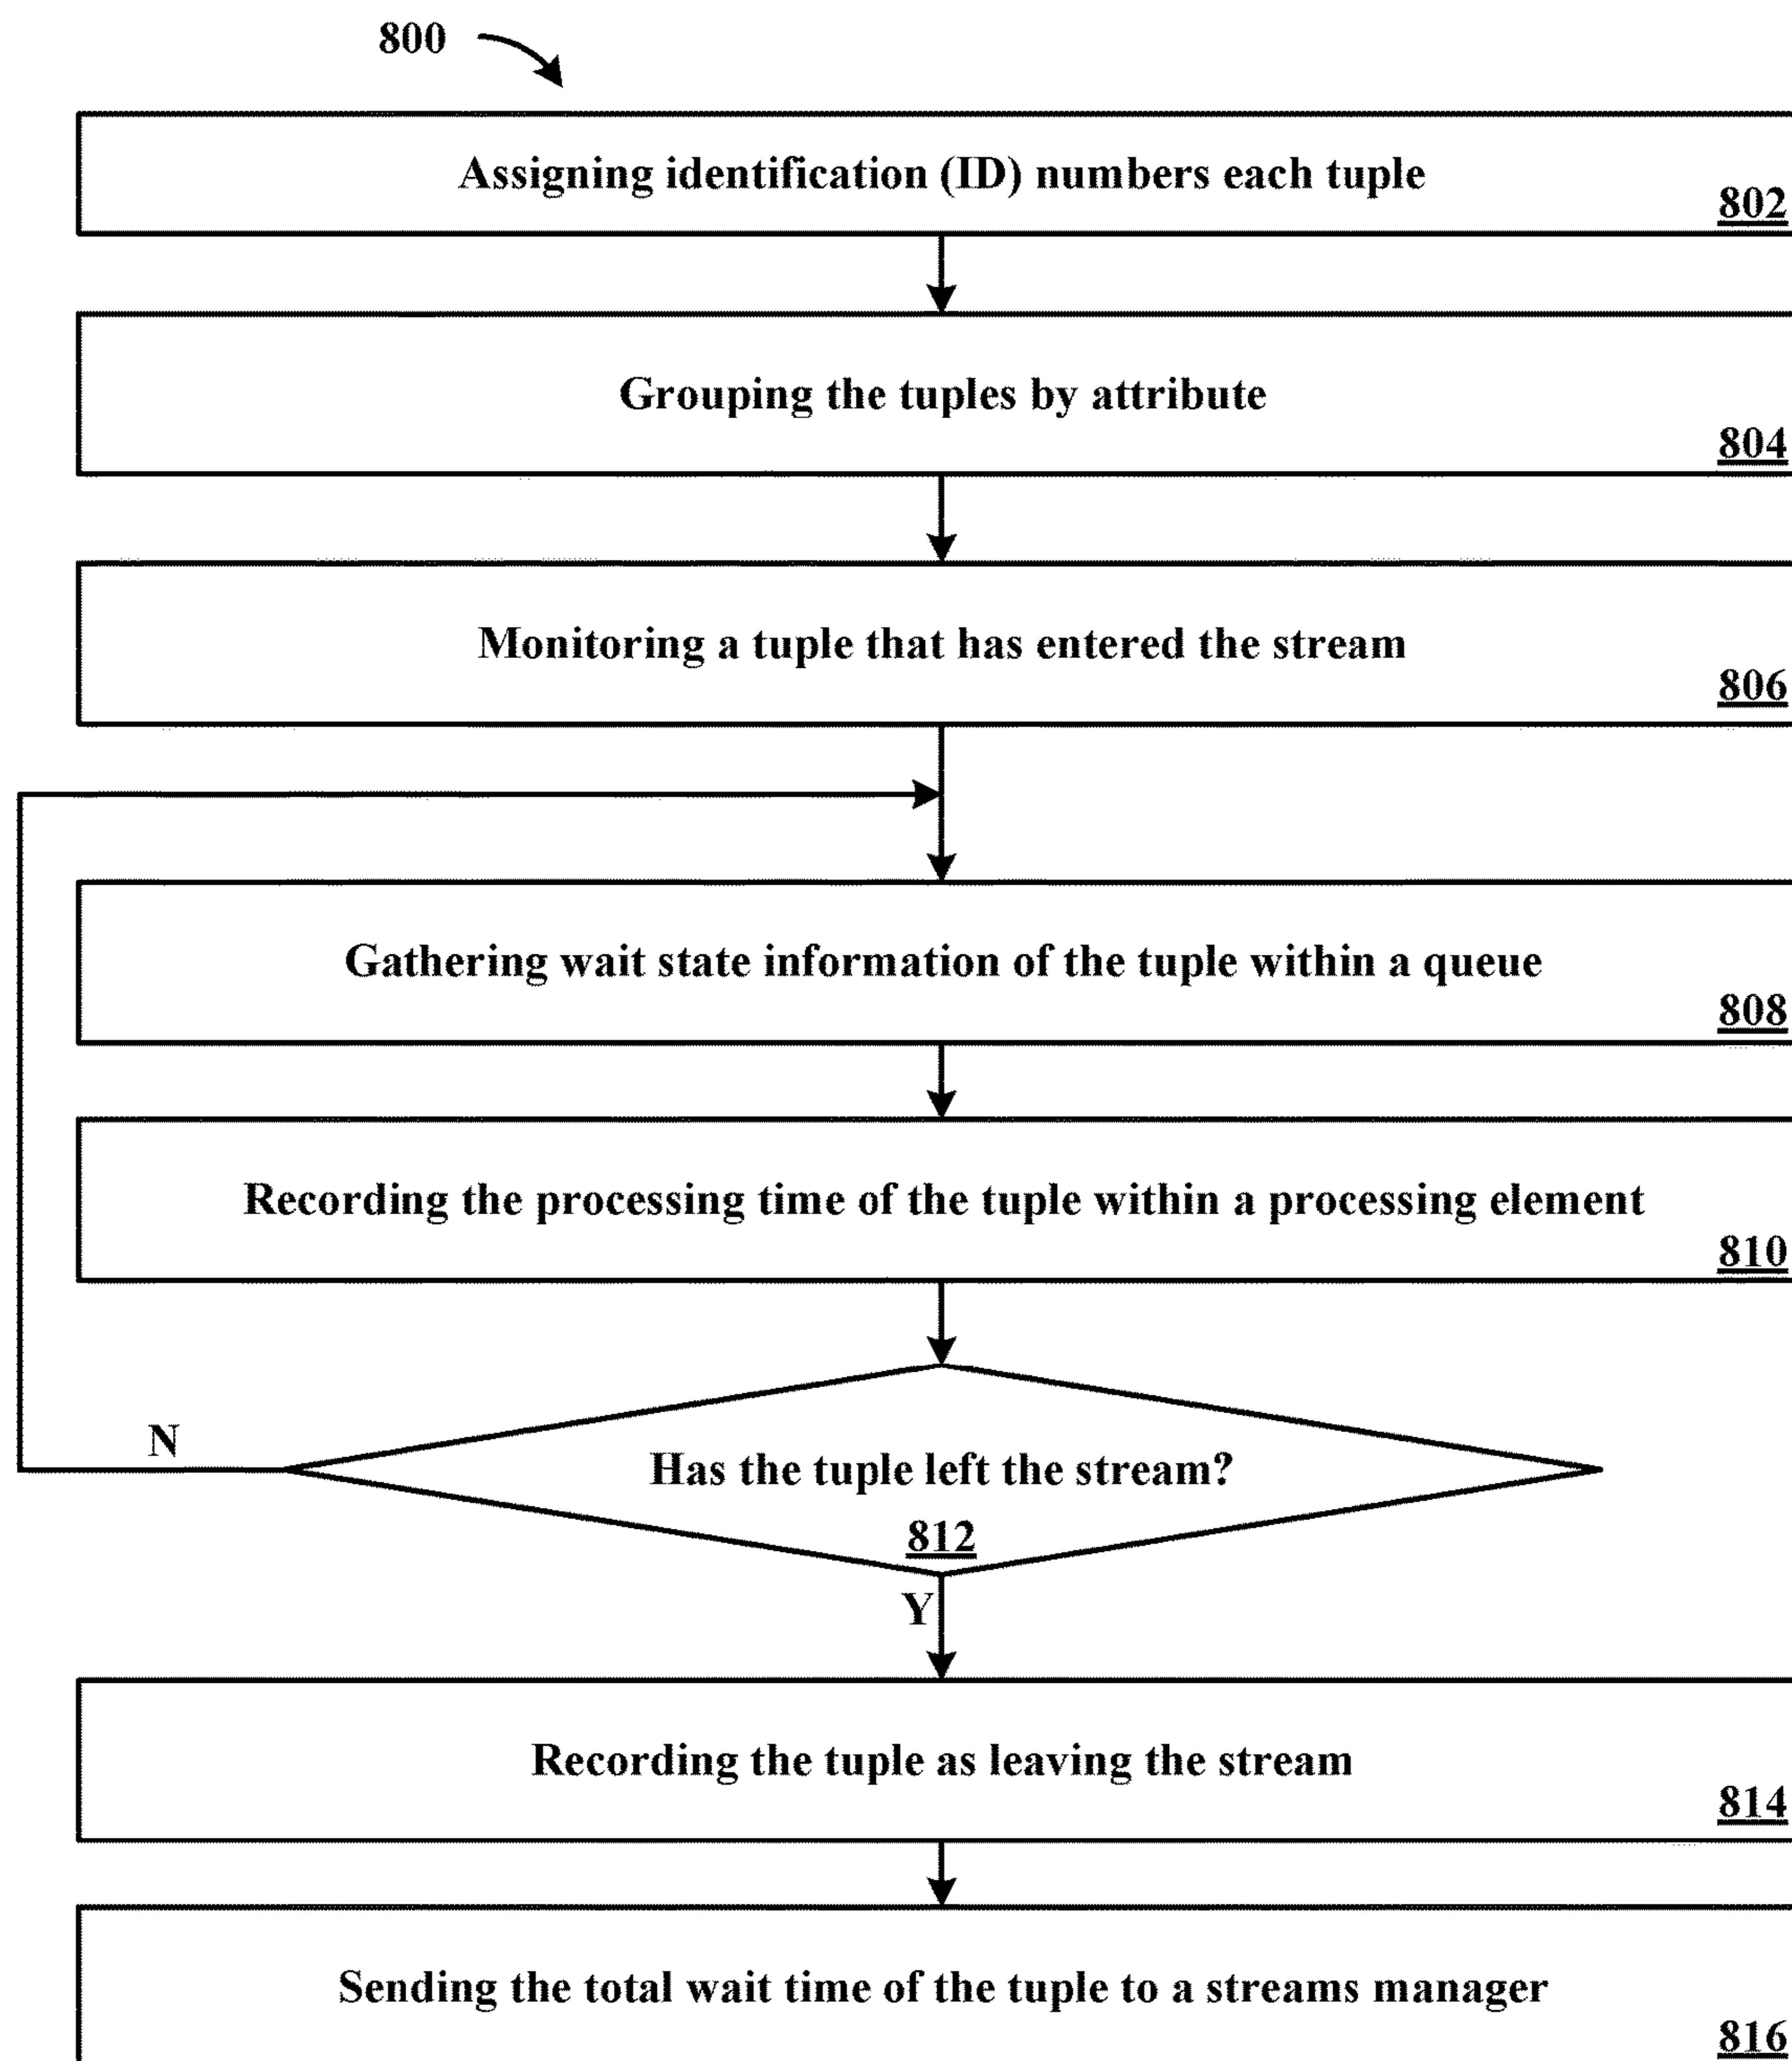 800
Assigning identification (ID) numbers each tuple
802
Grouping the tuples by attribute
804
Monitoring a tuple that has entered the stream
806
Gathering wait state information of the tuple within a queue
808
Recording the processing time of the tuple within a processing element
810
N
Has the tuple left the stream?
812
Y
Recording the tuple as leaving the stream
814
Sending the total wait time of the tuple to a streams manager
816